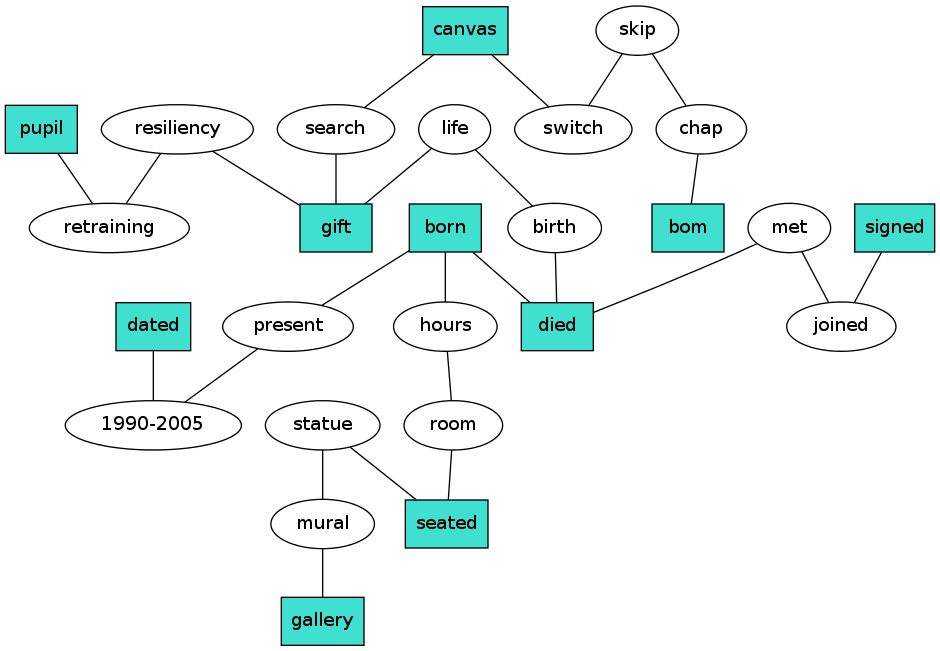 canvas
skip
pupil
resiliency
search
life
switch
chap
retraining
gift
born
birth
bom
met
signed
dated
present
hours
died
joined
1990-2005
statue
room
mural
seated
gallery